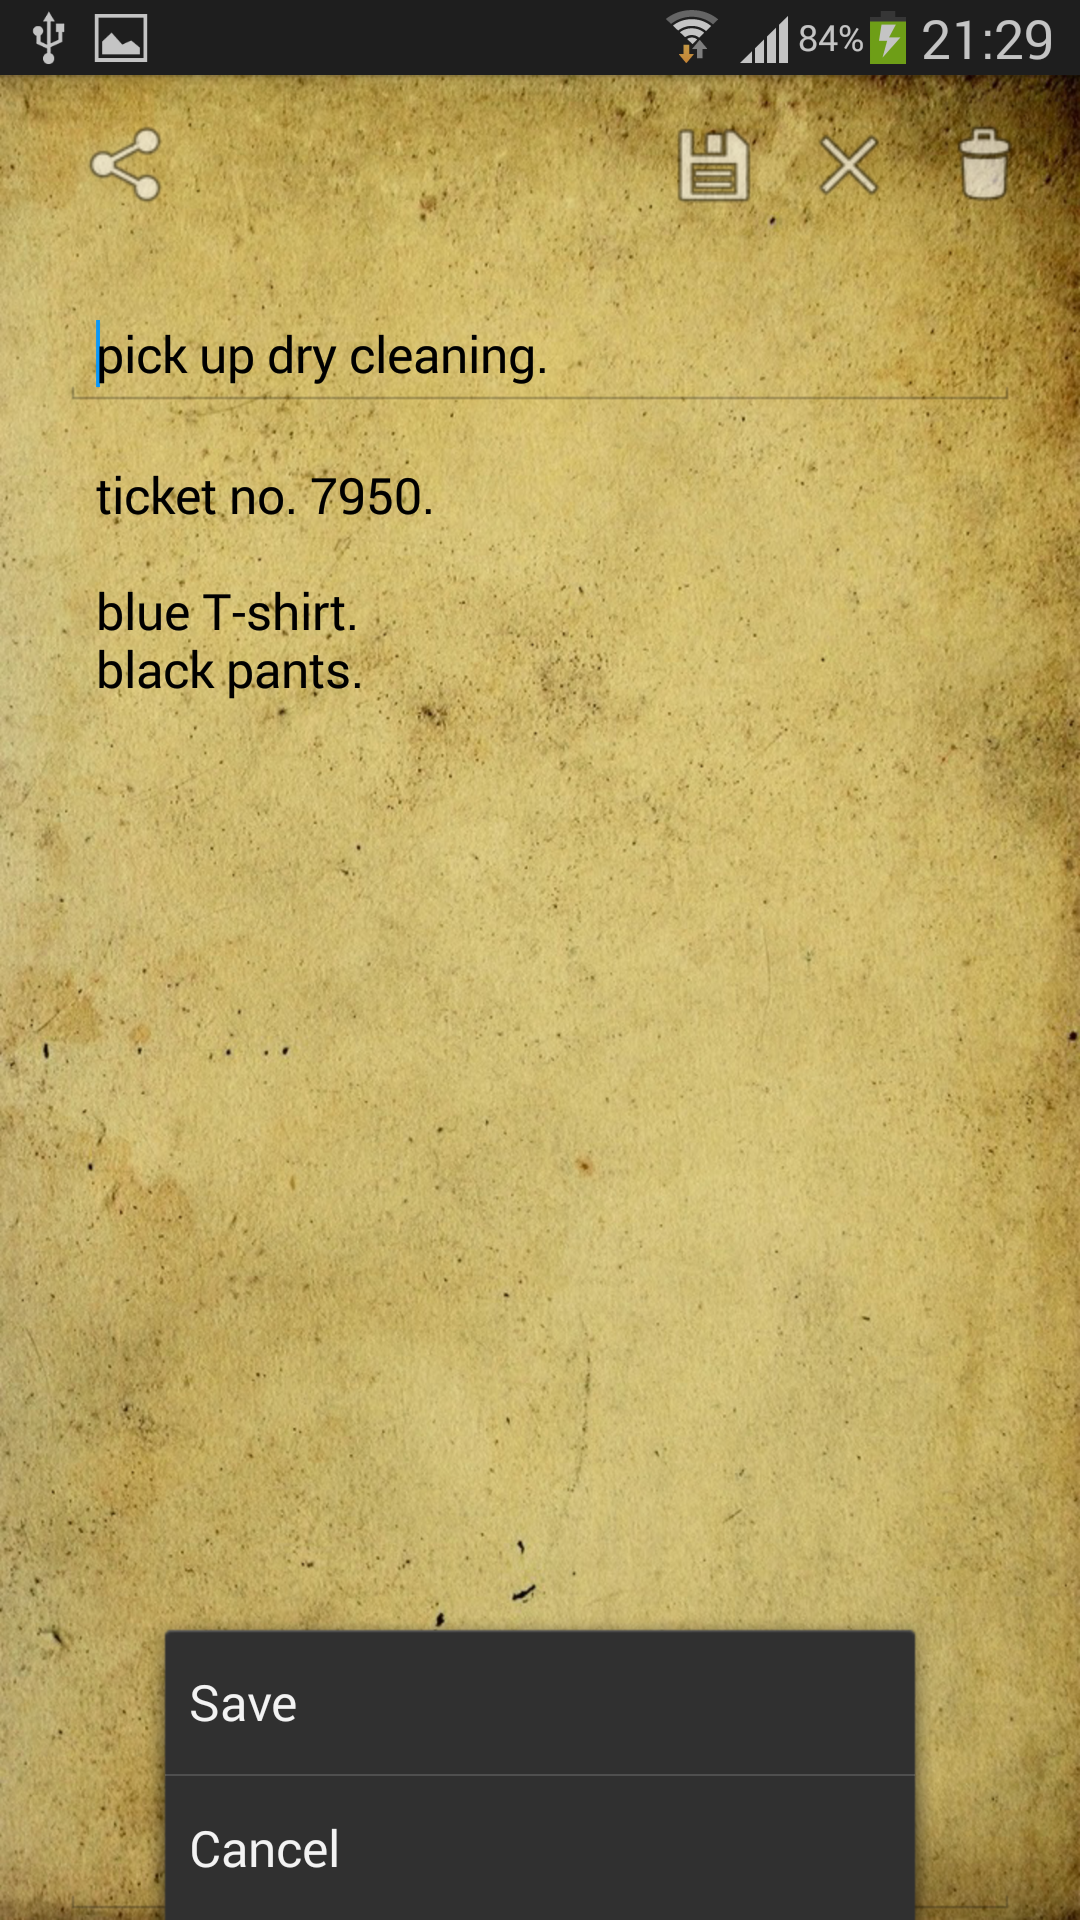 84% 21:29
pick up dry cleaning.
ticket no. 7950.
blue T-shirt.
black pants.
Save
Cancel